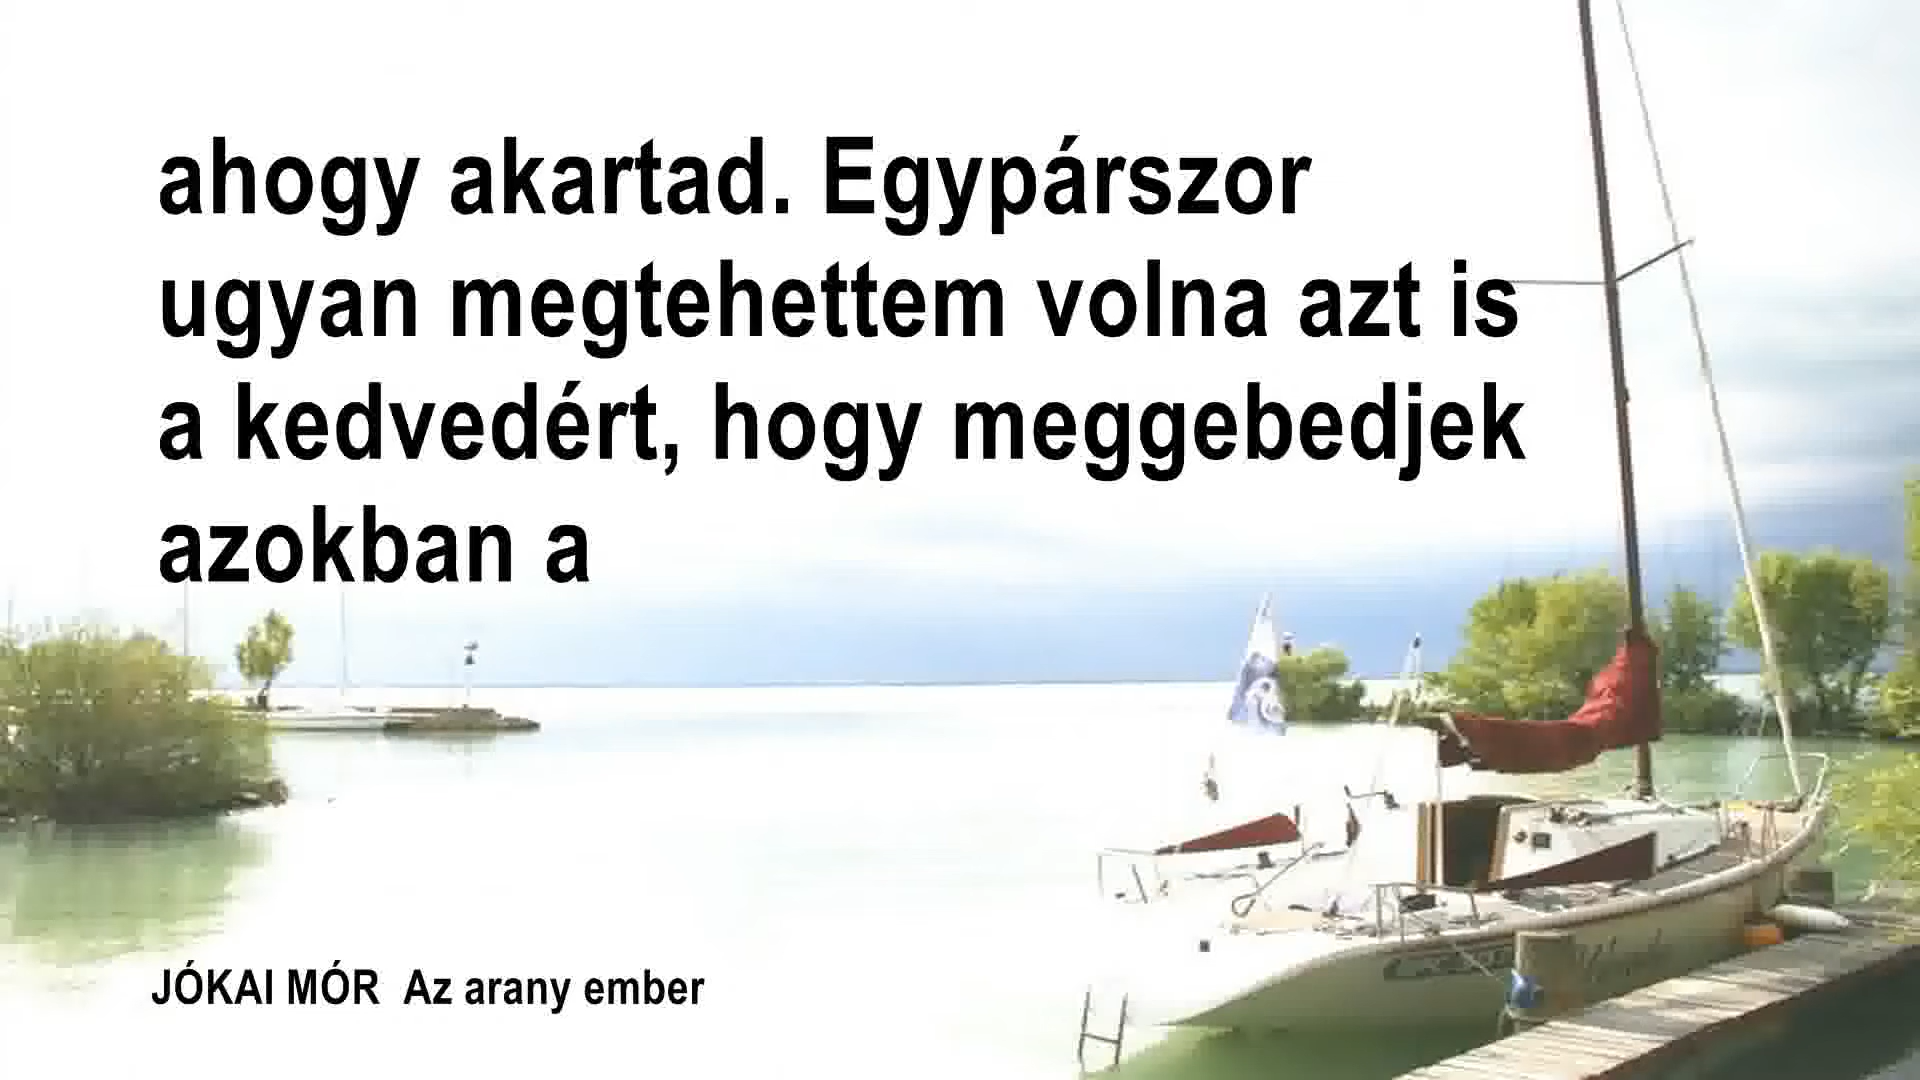 ahogy akartad. Egypárszor
ugyan megtehettem volna azt is
a kedvedért, hogy meggebedjek
azokban a
JÓKAI MÓR Az arany ember